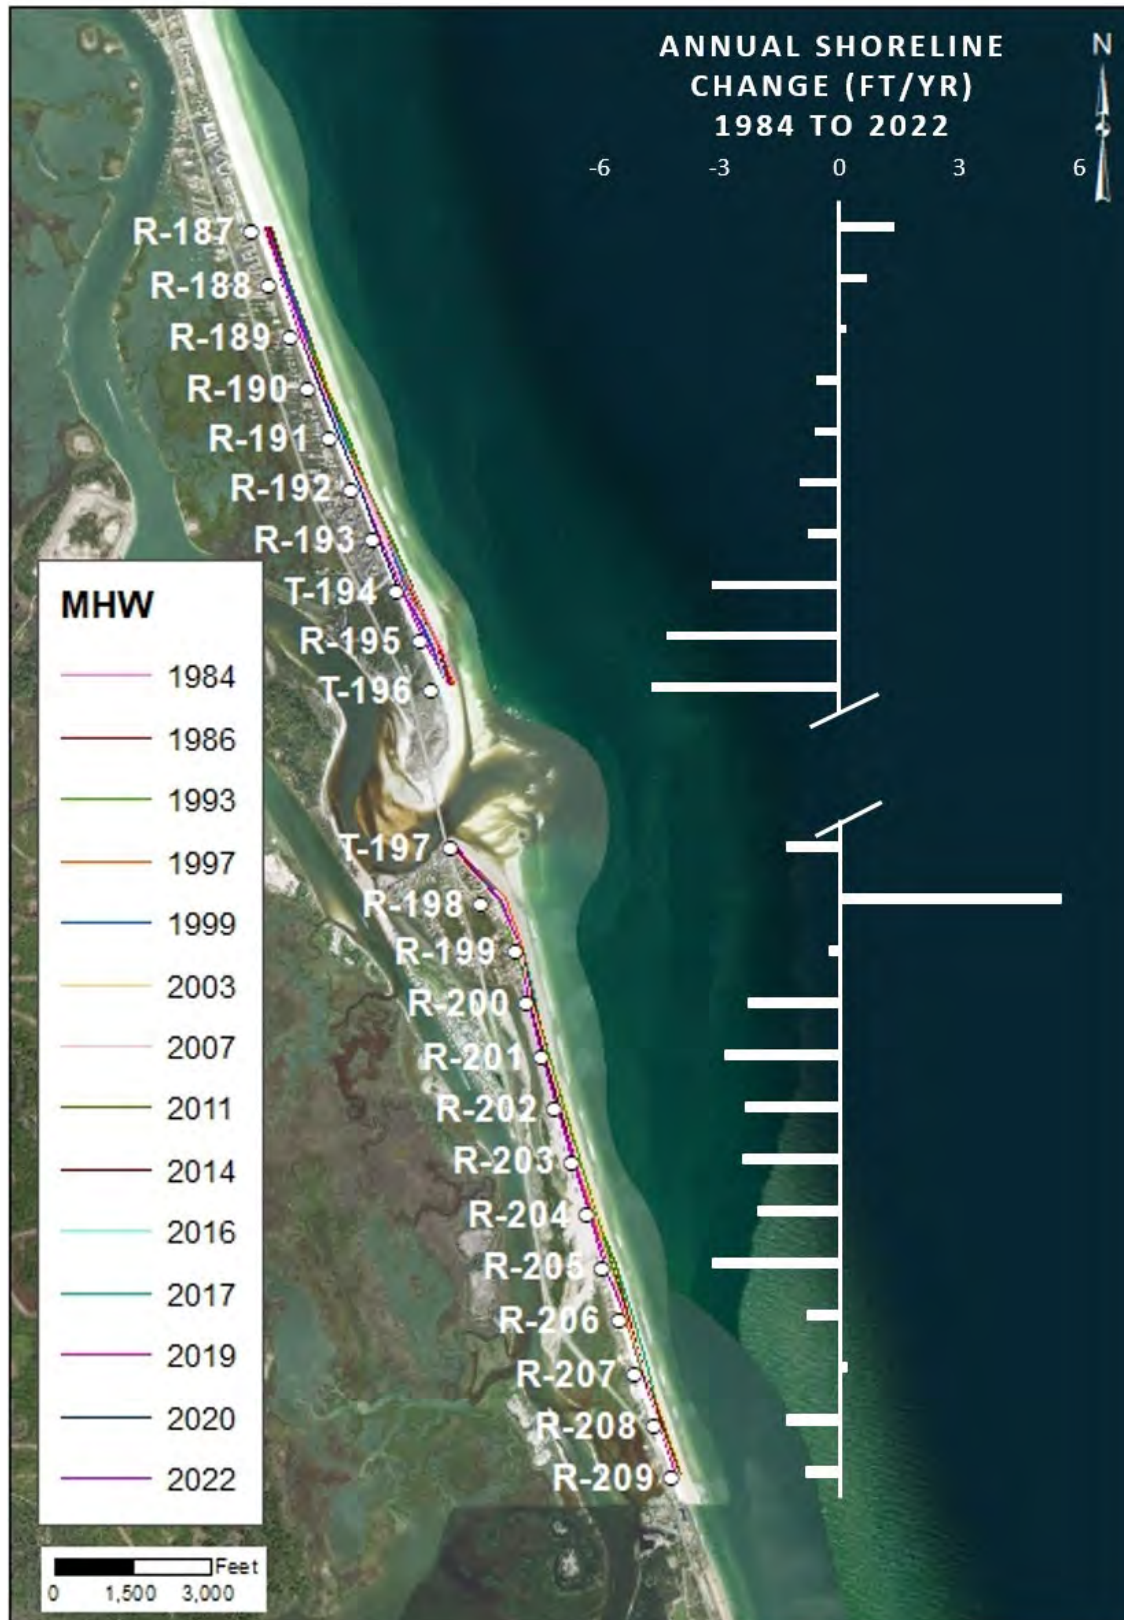 ANNUAL SHORELINE
CHANGE (FT/YR)
1984 TO 2022
N
-6 -3 0 3 6
R-187
R-188
R-189
R-190
R-191
R-192
R-193
T-194
R-195
T-196
T-197
R-198
R-199
R-200
R-201
R-202
R-203
R-204
R-205
R-206
R-207
R-208
R-209
MHW
1984
1986
1993
1997
1999
2003
2007
2011
2014
2016
2017
2019
2020
2022
Feet
0 1,500 3,000